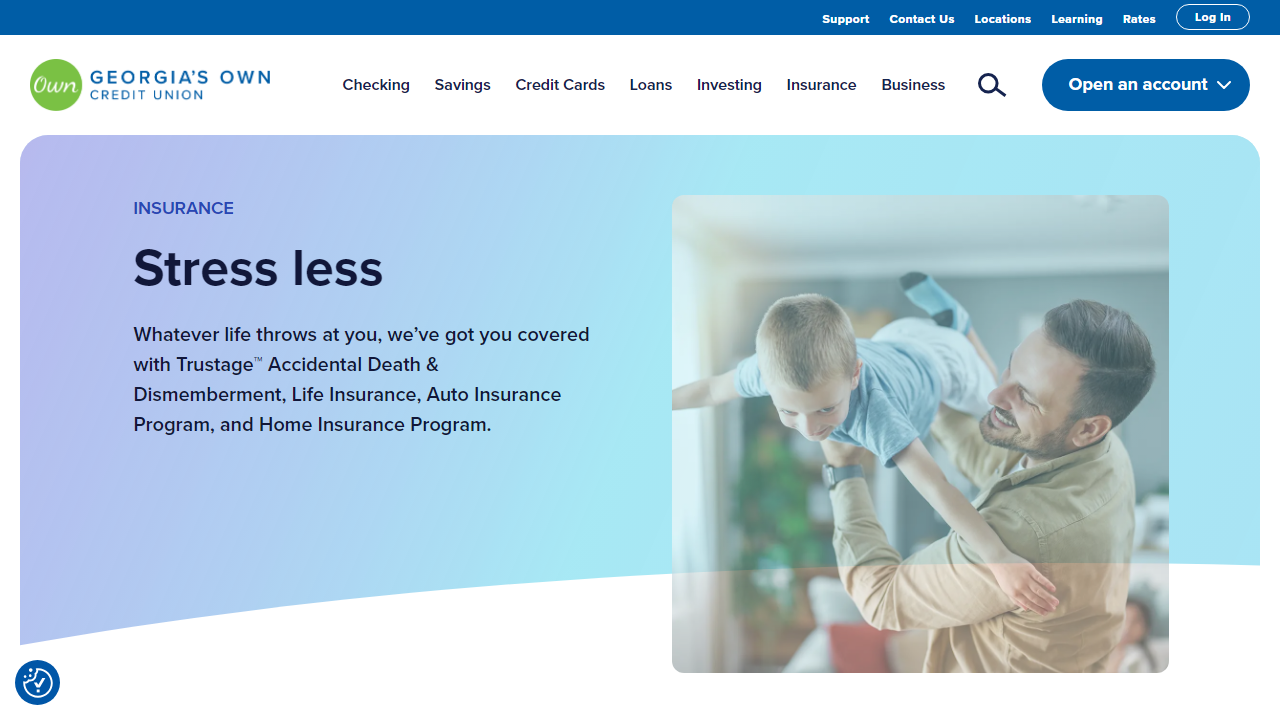 Support Contact Us Locations Learning Rates Log In
Own GEORGIA'S OWN
CREDIT UNION
Checking Savings Credit Cards Loans Investing Insurance Business Open an account
INSURANCE
Stress less
Whatever life throws at you, we’ve got you covered
with Trustage™ Accidental Death &
Dismemberment, Life Insurance, Auto Insurance
Program, and Home Insurance Program.